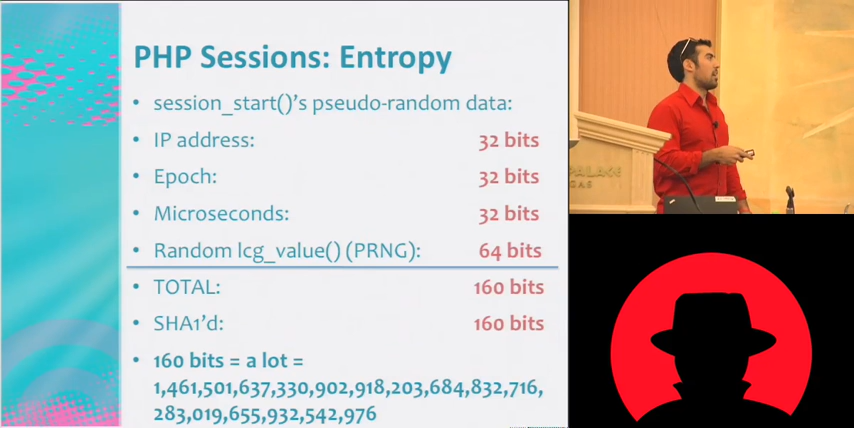 PHP Sessions: Entropy
• session_start()'s pseudo-random data:
• IP address: 32 bits
• Epoch: 32 bits
• Microseconds: 32 bits
• Random lcg_value() (PRNG): 64 bits
• TOTAL: 160 bits
• SHA1'd: 160 bits
• 160 bits = a lot =
1,461,501,637,330,902,918,203,684,832,716,
283,019,655,932,542,976
PALACE
GAS